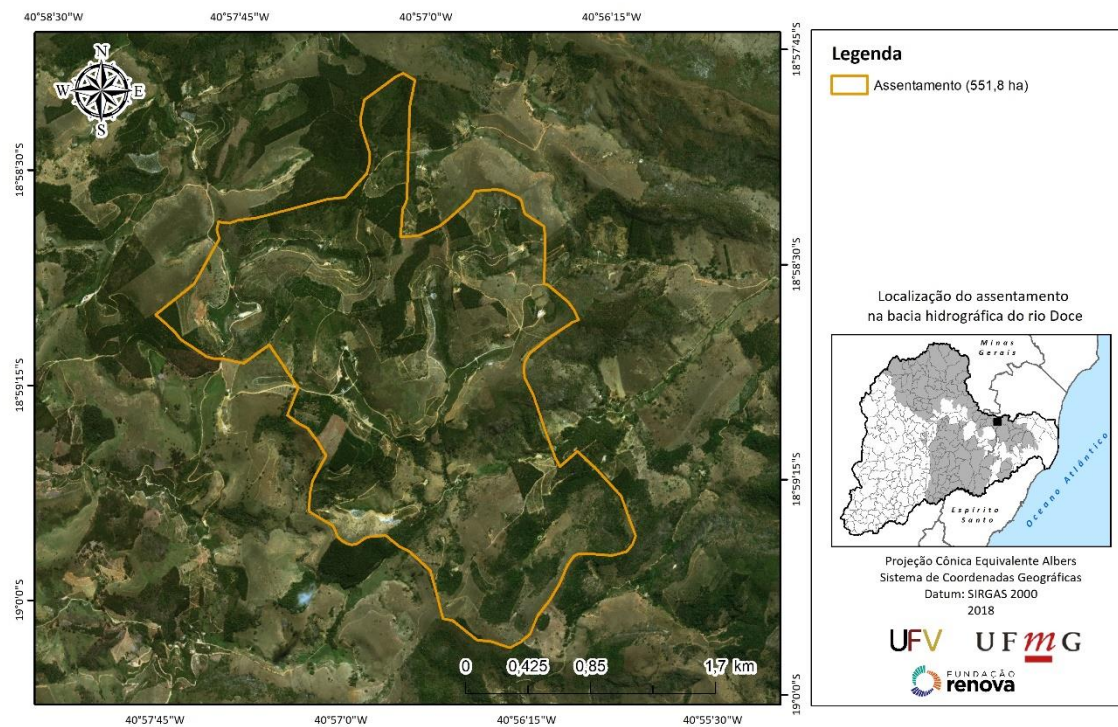 40°58'30"W
40°57'45"W
40°57'0"W
40°56'15"W
N
W
E
S
18°58'30"S
18°59'15"S
19°0'0"S
18°57'45"S
18°58'30"S
18°59'15"S
19°0'0"S
0
0,425
0,85
1,7 km
40°57'45"W
40°57'0"W
40°56'15"W
40°55'30"W
Legenda
Assentamento (551,8 ha)
Localização do assentamento
na bacia hidrográfica do rio Doce
Minas
Gerais
Espírito
Santo
Oceano Atlântico
Projeção Cônica Equivalente Albers
Sistema de Coordenadas Geográficas
Datum: SIRGAS 2000
2018
UFV
UFmG
FUNDAÇÃO
renova